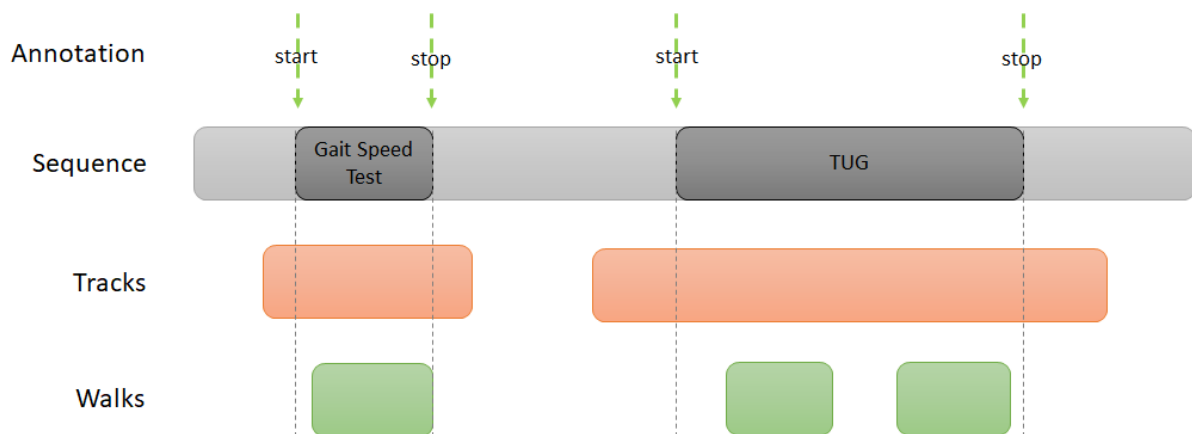 Annotation
start
stop
start
stop
Sequence
Gait Speed
Test
TUG
Tracks
Walks